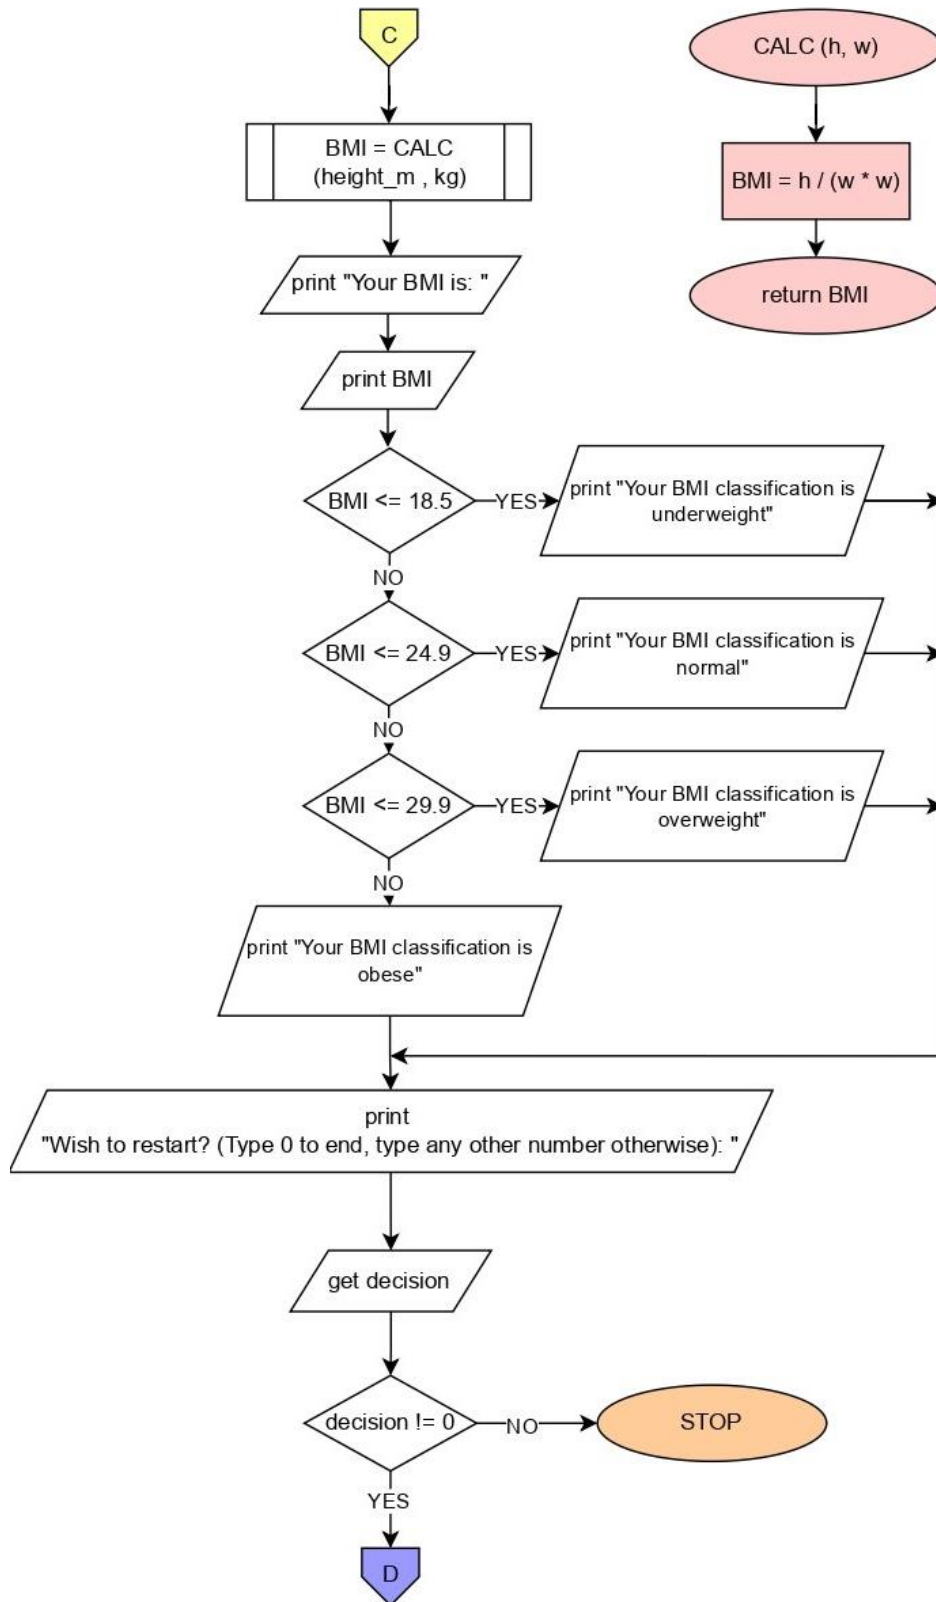 C
BMI = CALC
(height_m , kg)
print "Your BMI is: "
print BMI
BMI <= 18.5
YES
print "Your BMI classification is
underweight"
NO
BMI <= 24.9
YES
print "Your BMI classification is
normal"
NO
BMI <= 29.9
YES
print "Your BMI classification is
overweight"
NO
print "Your BMI classification is
obese"
print
"Wish to restart? (Type 0 to end, type any other number otherwise): "
get decision
decision != 0
NO
STOP
YES
D
CALC (h, w)
BMI = h / (w * w)
return BMI